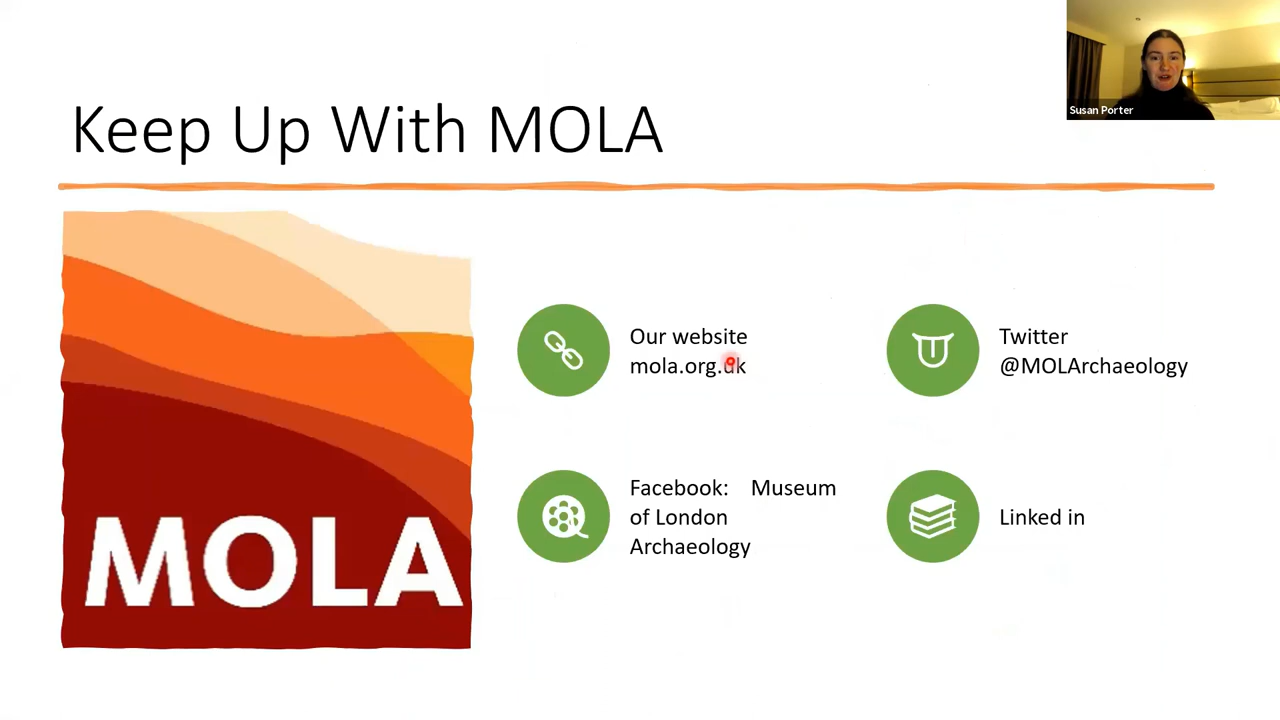 Susan Porter
Keep Up With MOLA
MOLA
Our website
mola.org.uk
Twitter
@MOLArchaeology
Facebook: Museum
of London
Archaeology
Linked in